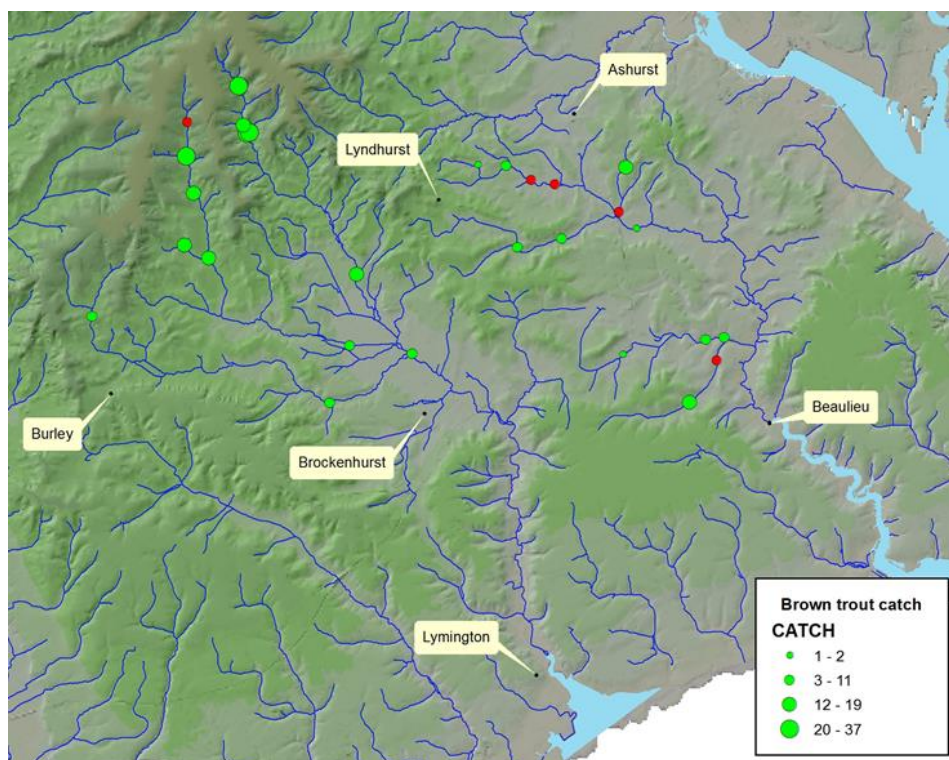 Ashurst
Lyndhurst
Beaulieu
Burley
Brockenhurst
Lymington
Brown trout catch
CATCH
1 - 2
3 - 11
12 - 19
20 - 37